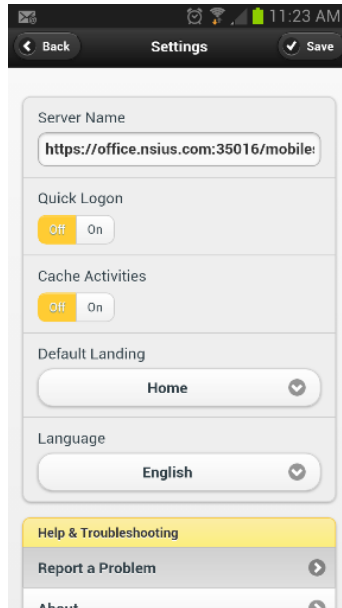 11:23 AM
Back Settings Save
Server Name
https://office.nsius.com:35016/mobile
Quick Logon
Off On
Cache Activities
Off On
Default Landing
Home
Language
English
Help & Troubleshooting
Report a Problem
About